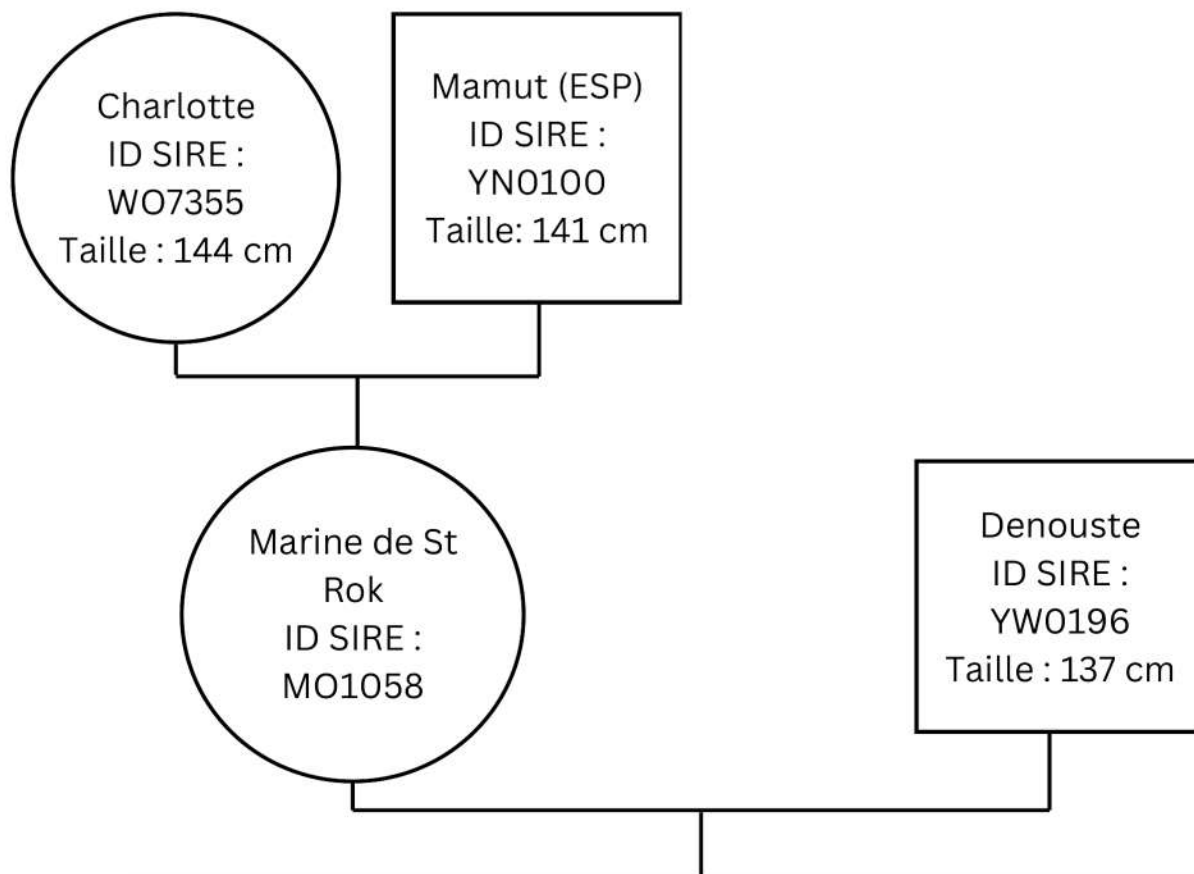 Charlotte
ID SIRE :
WO7355
Taille : 144 cm
Mamut (ESP)
ID SIRE :
YN0100
Taille: 141 cm
Marine de St
Rok
ID SIRE :
MO1058
Denouste
ID SIRE :
YW0196
Taille : 137 cm